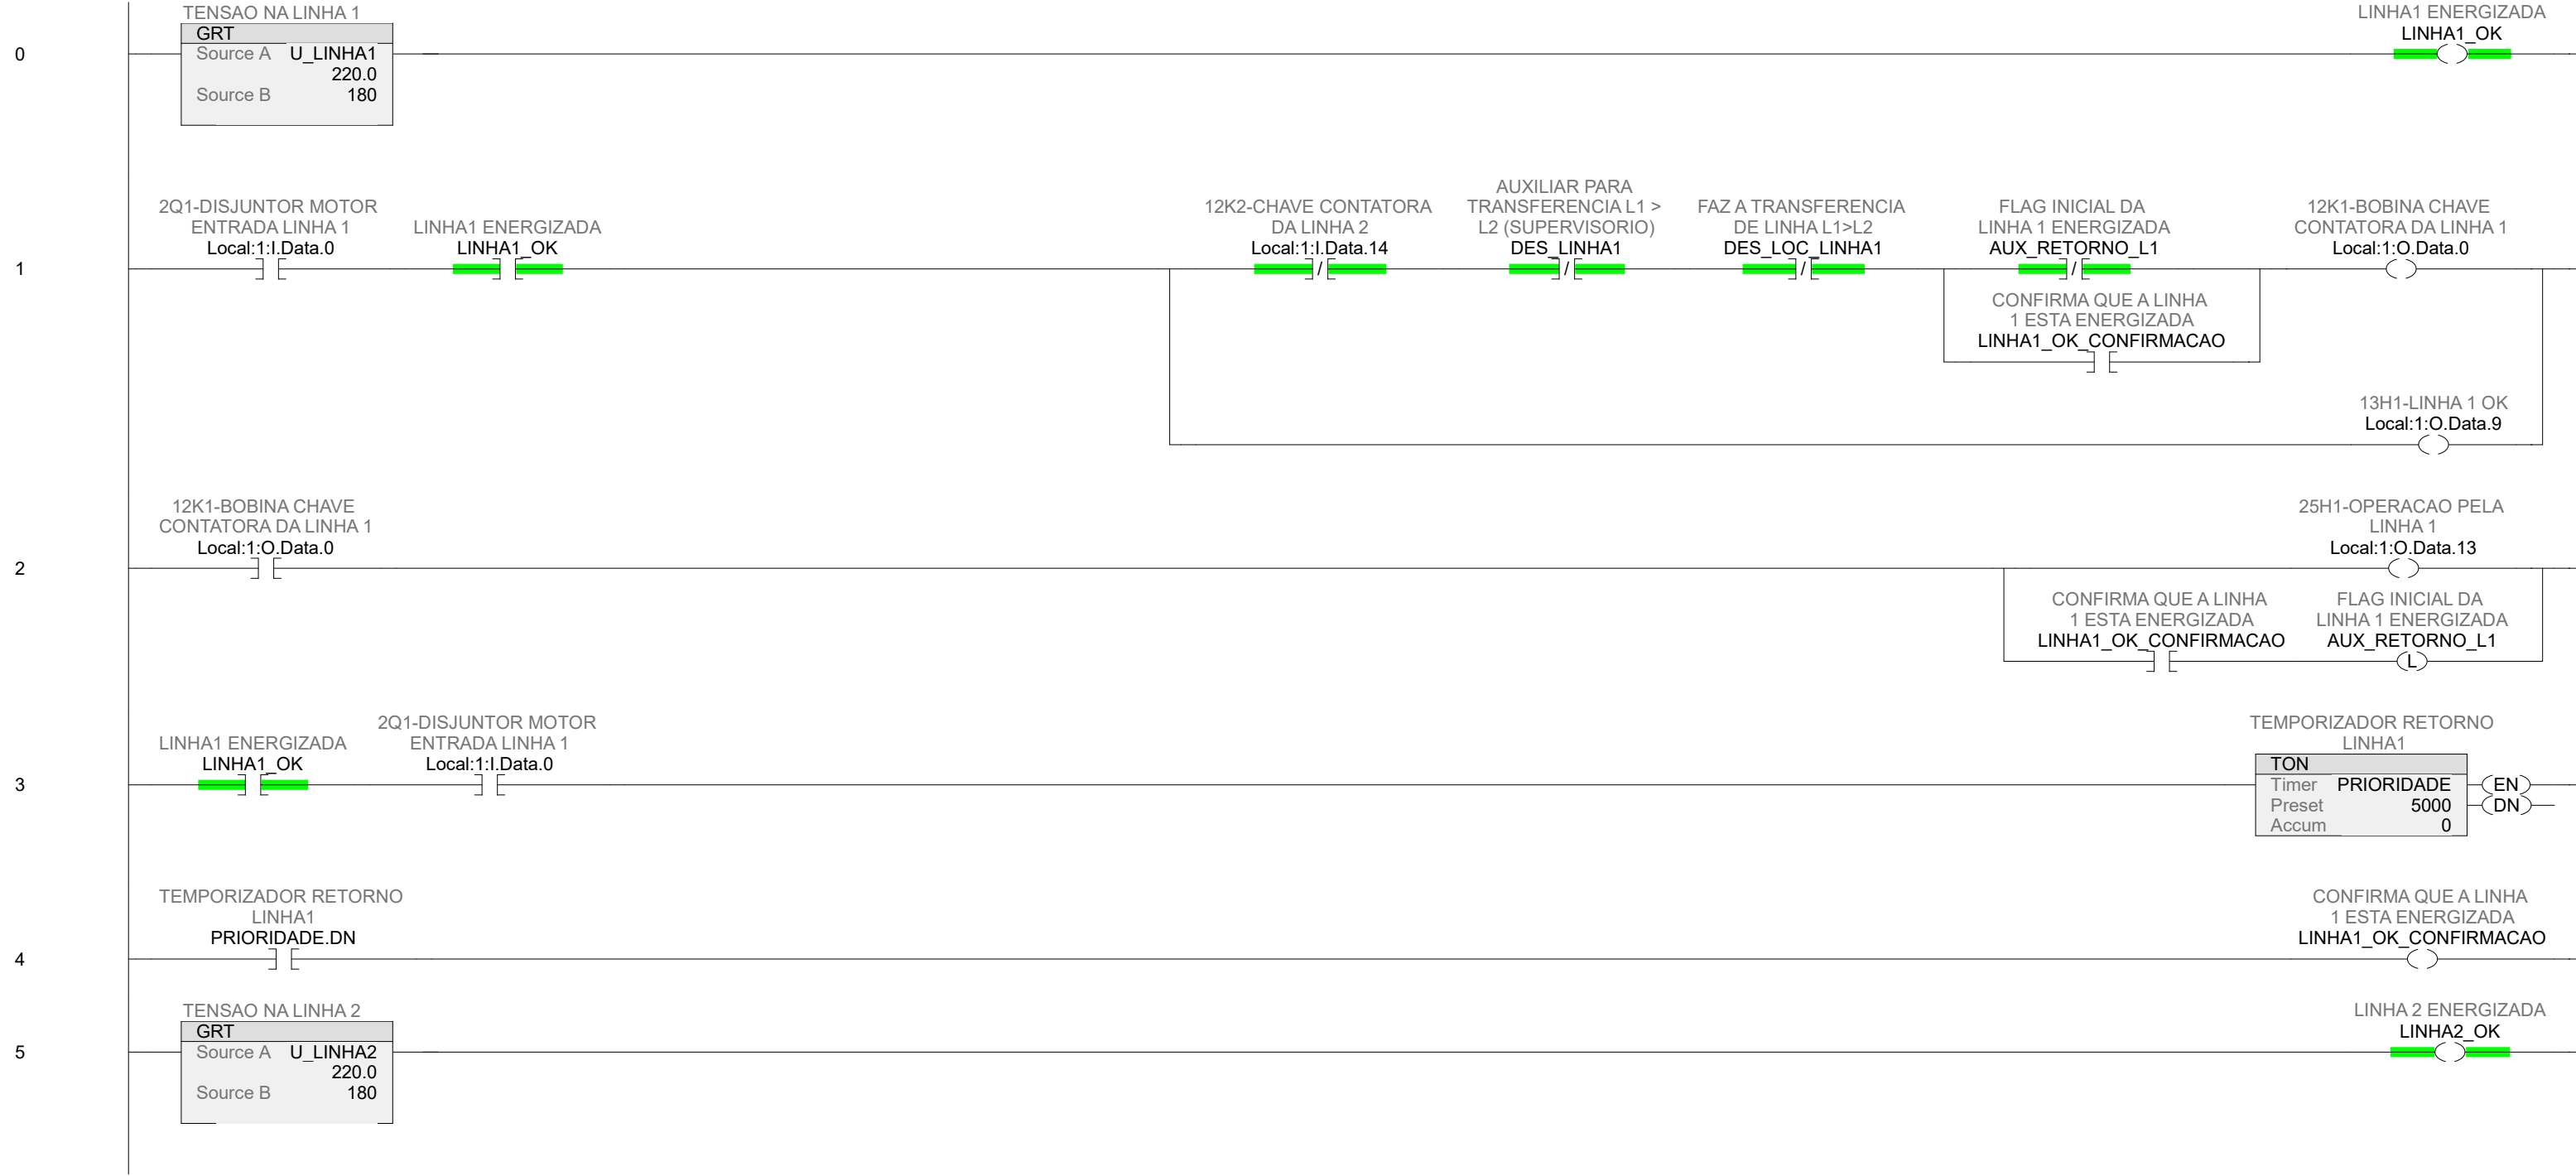 TENSAO NA LINHA 1
GRT
Source A U_LINHA1
220.0
Source B 180
LINHA1 ENERGIZADA
LINHA1_OK
0
2Q1-DISJUNTOR MOTOR
ENTRADA LINHA 1
Local:1:I.Data.0
LINHA1 ENERGIZADA
LINHA1_OK
12K2-CHAVE CONTATORA
DA LINHA 2
Local:1:I.Data.14
AUXILIAR PARA
TRANSFERENCIA L1 >
L2 (SUPERVISORIO)
DES_LINHA1
FAZ A TRANSFERENCIA
DE LINHA L1>L2
DES_LOC_LINHA1
FLAG INICIAL DA
LINHA 1 ENERGIZADA
AUX_RETORNO_L1
12K1-BOBINA CHAVE
CONTATORA DA LINHA 1
Local:1:O.Data.0
1
CONFIRMA QUE A LINHA
1 ESTA ENERGIZADA
LINHA1_OK_CONFIRMACAO
13H1-LINHA 1 OK
Local:1:O.Data.9
12K1-BOBINA CHAVE
CONTATORA DA LINHA 1
Local:1:O.Data.0
25H1-OPERACAO PELA
LINHA 1
Local:1:O.Data.13
2
CONFIRMA QUE A LINHA
1 ESTA ENERGIZADA
LINHA1_OK_CONFIRMACAO
FLAG INICIAL DA
LINHA 1 ENERGIZADA
AUX_RETORNO_L1
L
LINHA1 ENERGIZADA
LINHA1_OK
2Q1-DISJUNTOR MOTOR
ENTRADA LINHA 1
Local:1:I.Data.0
TEMPORIZADOR RETORNO
LINHA1
TON
Timer PRIORIDADE
Preset 5000
Accum 0
EN
DN
3
TEMPORIZADOR RETORNO
LINHA1
PRIORIDADE.DN
CONFIRMA QUE A LINHA
1 ESTA ENERGIZADA
LINHA1_OK_CONFIRMACAO
4
TENSAO NA LINHA 2
GRT
Source A U_LINHA2
220.0
Source B 180
LINHA 2 ENERGIZADA
LINHA2_OK
5